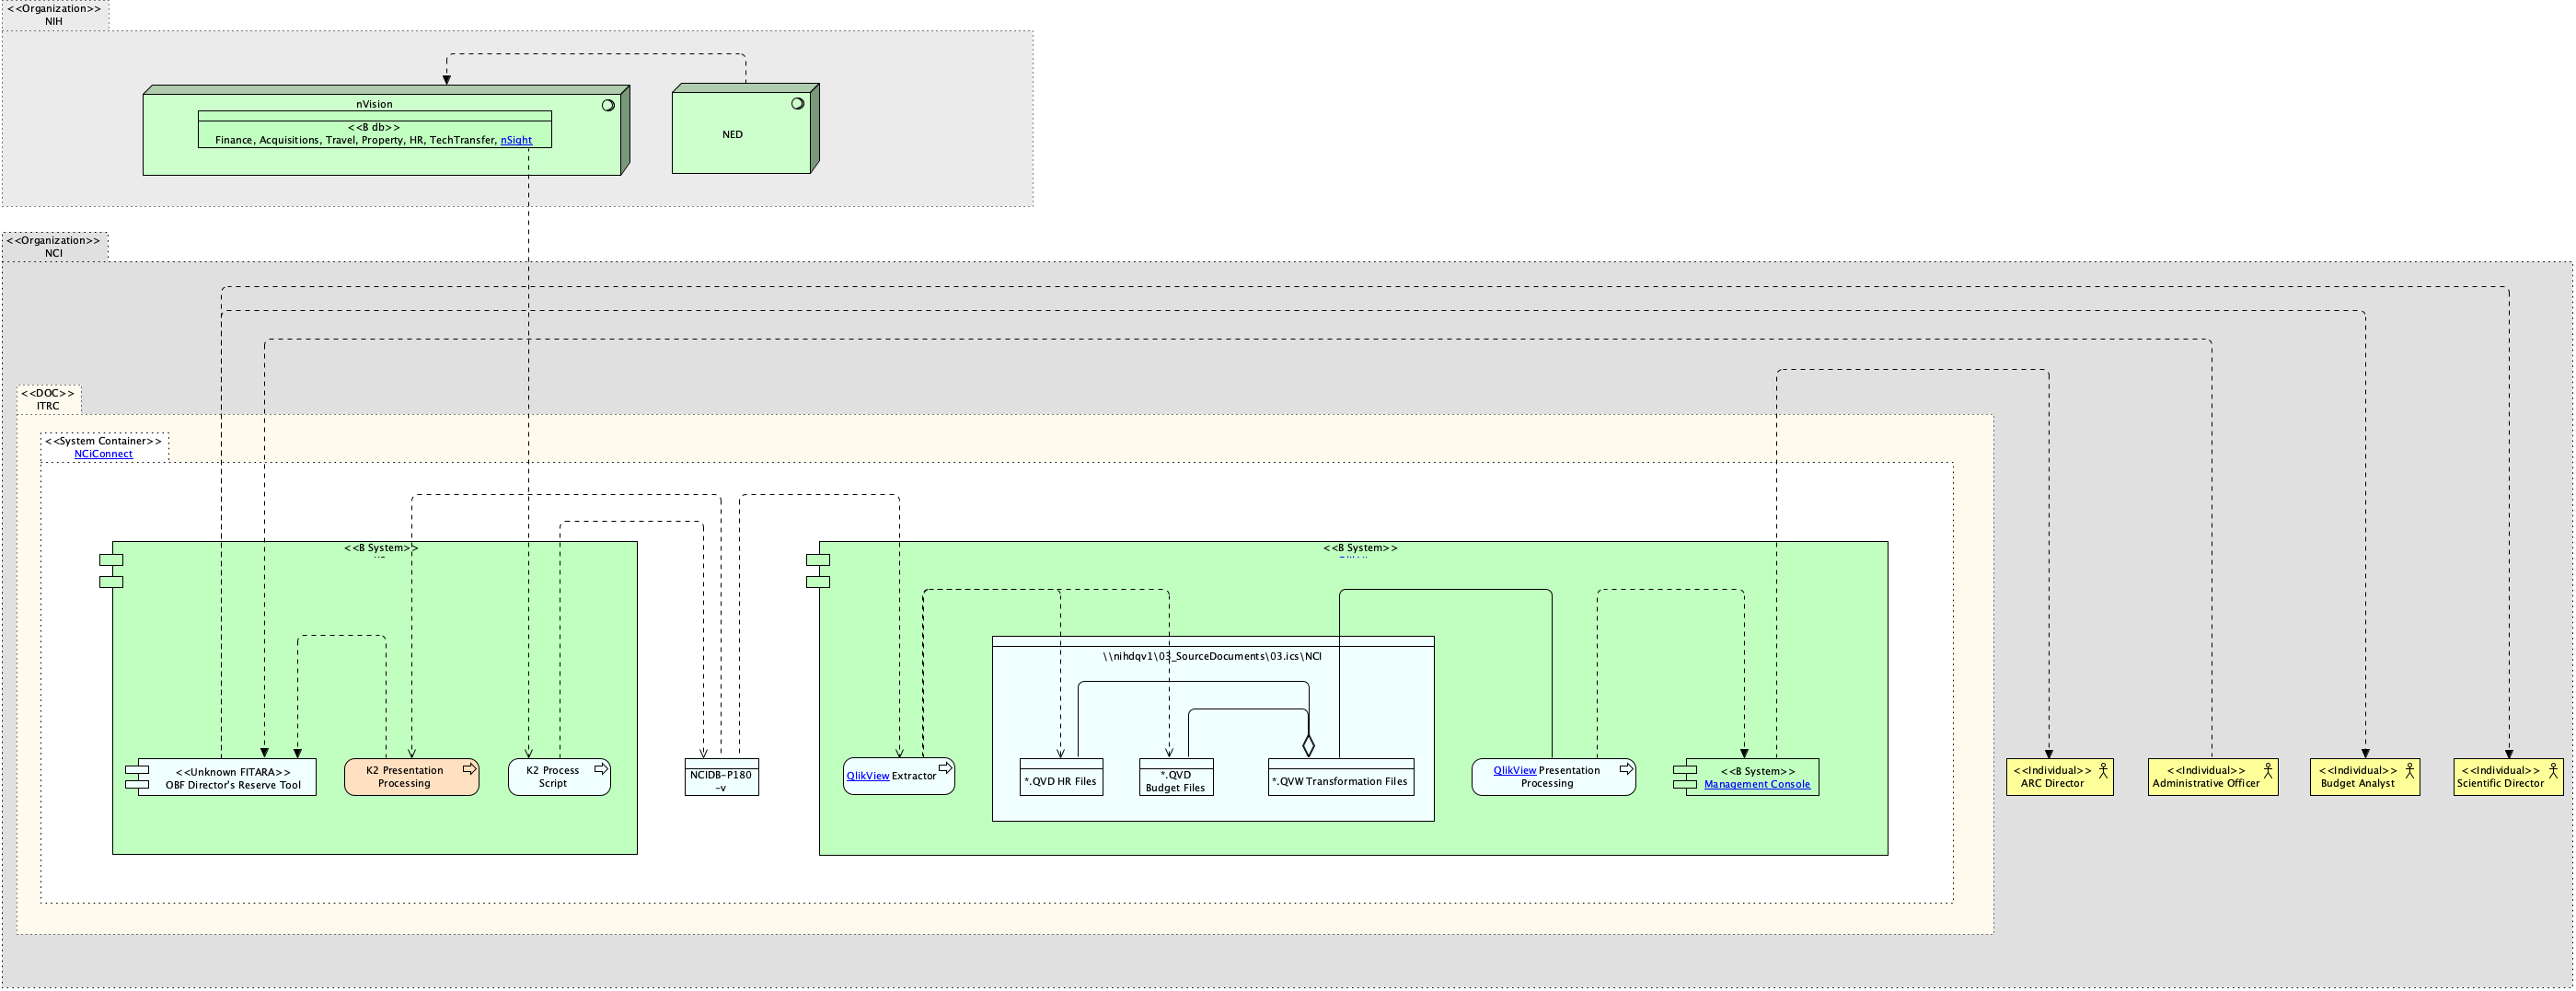 <<Organization>>
NIH
nVision
<<B db>>
Finance, Acquisitions, Travel, Property, HR, TechTransfer, nSight
NED
<<Organization>>
NCI
<<DOC>>
ITRC
<<System Container>>
NCiConnect
<<B System>>
<<B System>>
\\nihdqv1\03_SourceDocuments\03.ics\NCI
<<Unknown FITARA>>
OBF Director's Reserve Tool
K2 Presentation
Processing
K2 Process
Script
NCIDB-P180
-v
QlikView Extractor
*.QVD HR Files
*.QVD
Budget Files
*.QVW Transformation Files
QlikView Presentation
Processing
<<B System>>
Management Console
<<Individual>>
ARC Director
<<Individual>>
Administrative Officer
<<Individual>>
Budget Analyst
<<Individual>>
Scientific Director